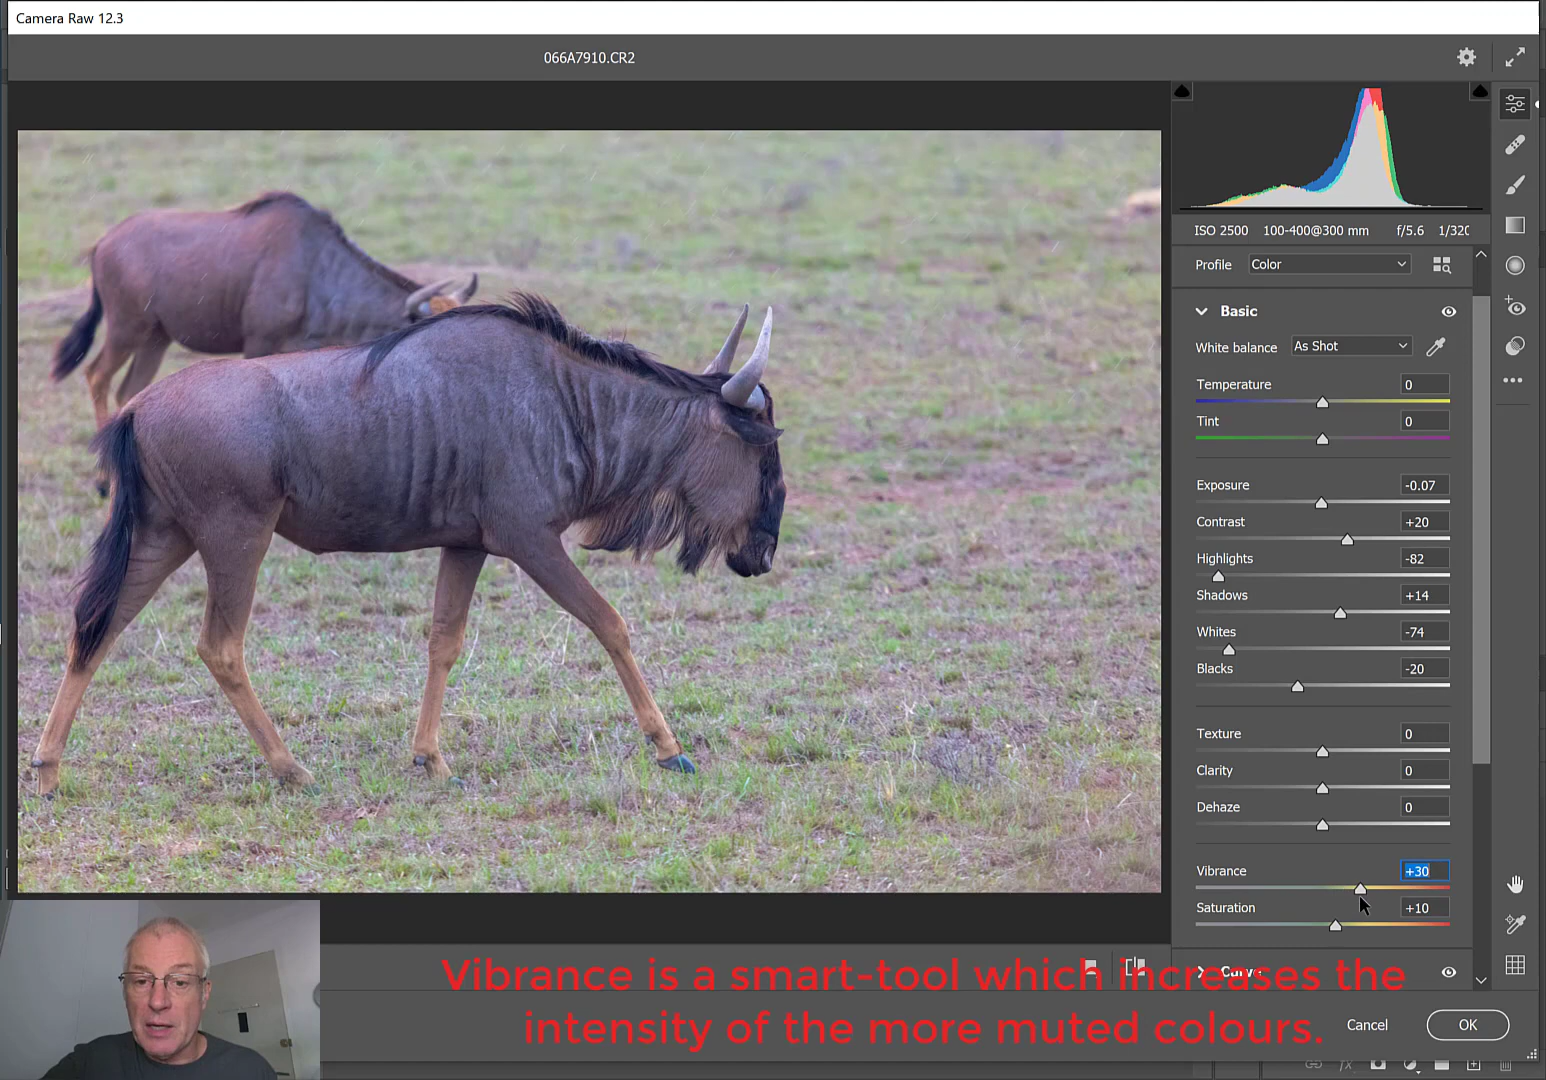 Camera Raw 12.3
066A7910.CR2
ISO 2500 100-400@300 mm f/5.6
Profile Color
Basic
White balance As Shot
Temperature 0
Tint 0
Exposure -0.07
Contrast +20
Highlights -82
Shadows +14
Whites -74
Blacks -20
Texture 0
Clarity 0
Dehaze 0
Vibrance +30
Saturation +10
Curve
Vibrance is a smart-tool which increases the
intensity of the more muted colours.
Cancel OK
fx